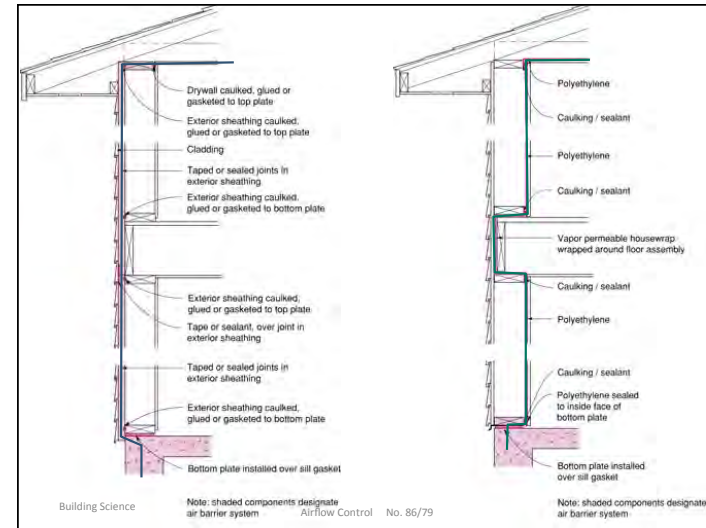 Drywall caulked, glued or
gasketed to top plate
Exterior sheathing caulked,
glued or gasketed to top plate
Cladding
Taped or sealed joints in
exterior sheathing
Exterior sheathing caulked,
glued or gasketed to bottom plate
Exterior sheathing caulked,
glued or gasketed to top plate
Tape or sealant, over joint in
exterior sheathing
Taped or sealed joints in
exterior sheathing
Exterior sheathing caulked,
glued or gasketed to bottom plate
Bottom plate installed over sill gasket
Note: shaded components designate
air barrier system
Polyethylene
Caulking / sealant
Polyethylene
Caulking / sealant
Vapor permeable housewrap
wrapped around floor assembly
Caulking / sealant
Polyethylene
Caulking / sealant
Polyethylene sealed
to inside face of
bottom plate
Bottom plate installed
over sill gasket
Note: shaded components designate
air barrier system
Building Science
Airflow Control No. 86/79